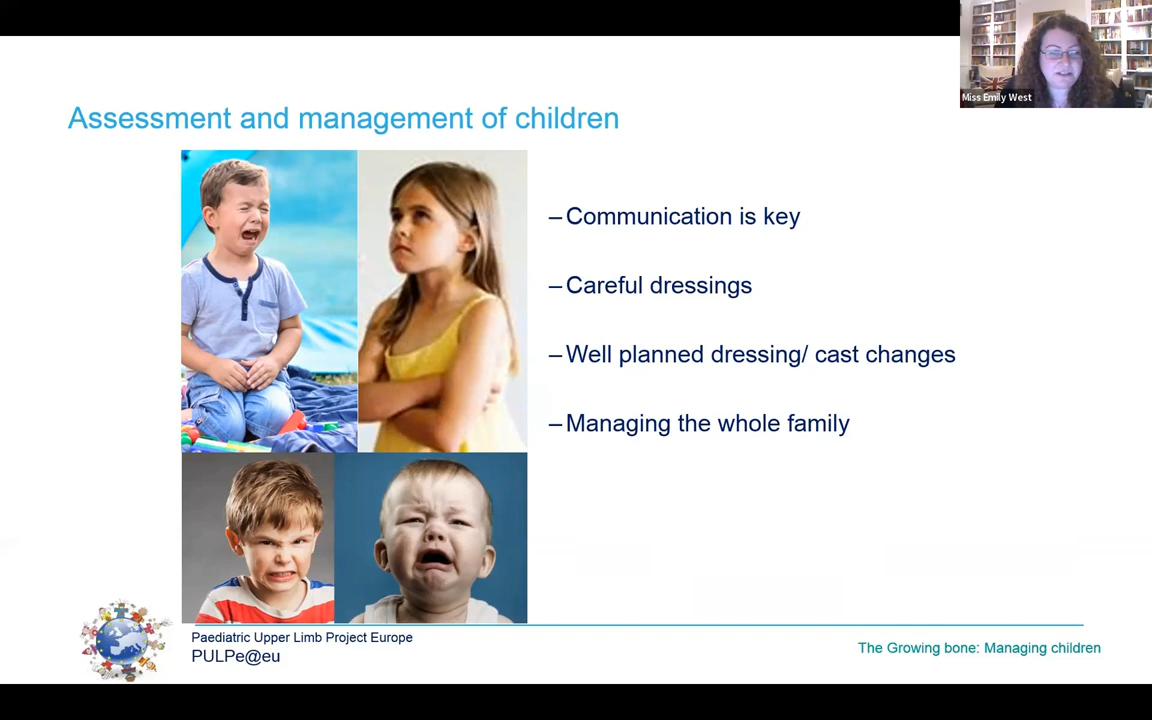 Miss Emily West
Assessment and management of children
–Communication is key
–Careful dressings
–Well planned dressing/ cast changes
–Managing the whole family
Paediatric Upper Limb Project Europe
PULPe@eu
The Growing bone: Managing children